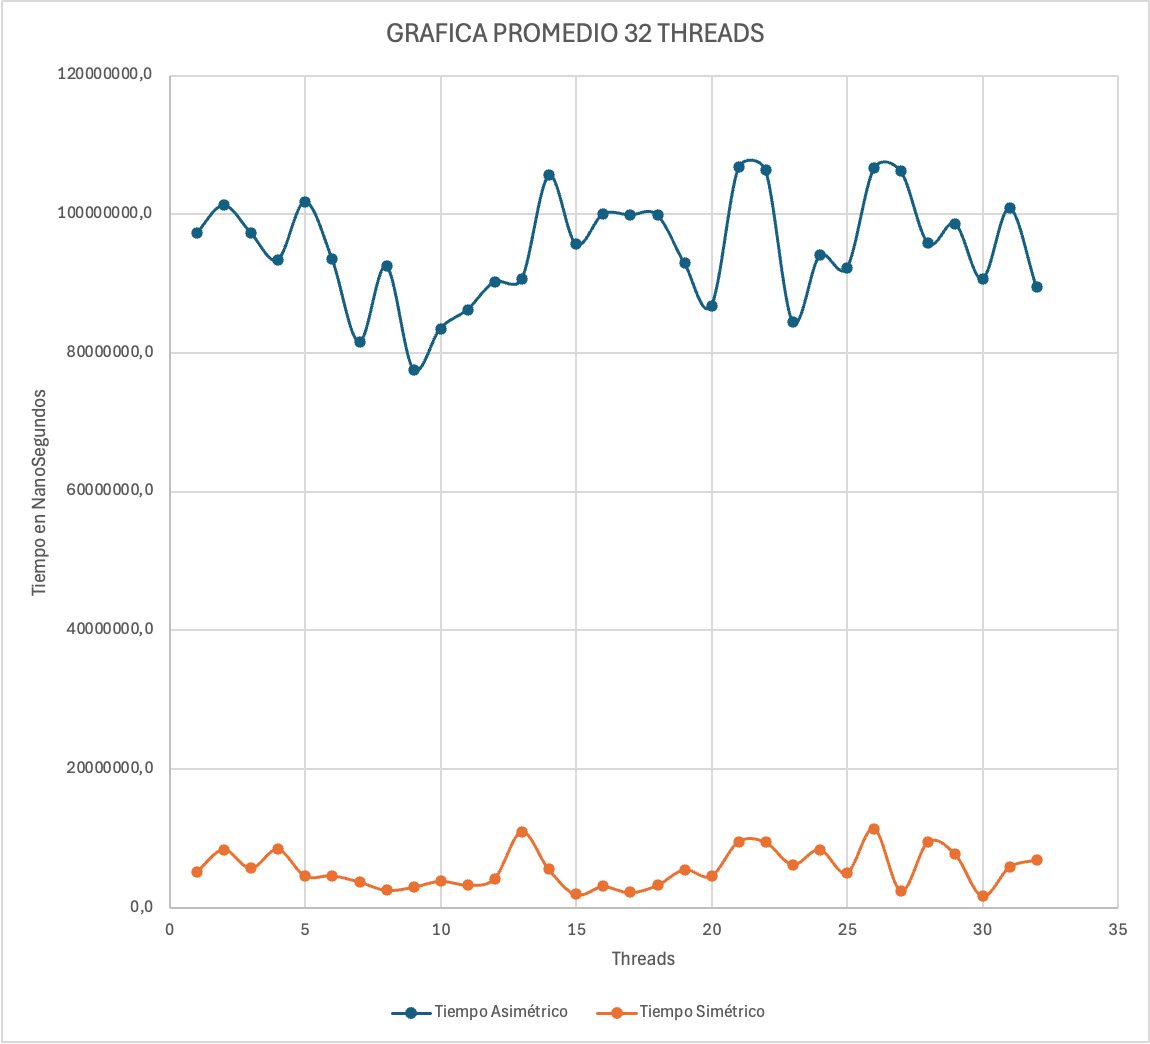 GRAFICA PROMEDIO 32 THREADS
120000000,0
100000000,0
80000000,0
60000000,0
40000000,0
20000000,0
0,0
Tiempo en NanoSegundos
0 5 10 15 20 25 30 35
Threads
Tiempo Asimétrico Tiempo Simétrico